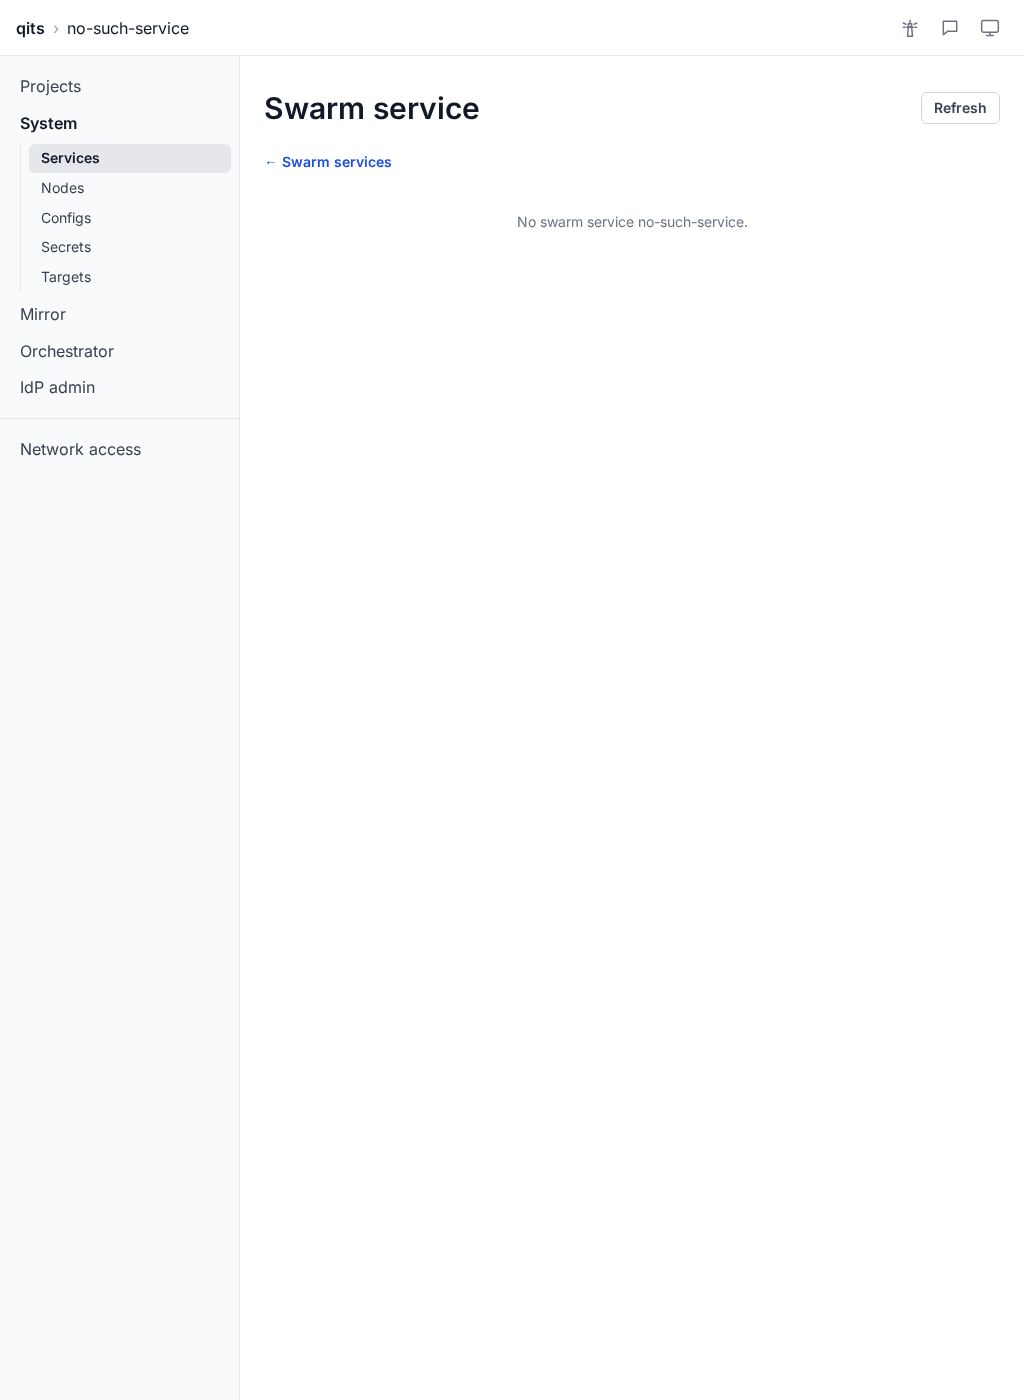 qits › no-such-service
Projects
System
Services
Nodes
Configs
Secrets
Targets
Mirror
Orchestrator
IdP admin
Network access
Swarm service
Refresh
← Swarm services
No swarm service no-such-service.